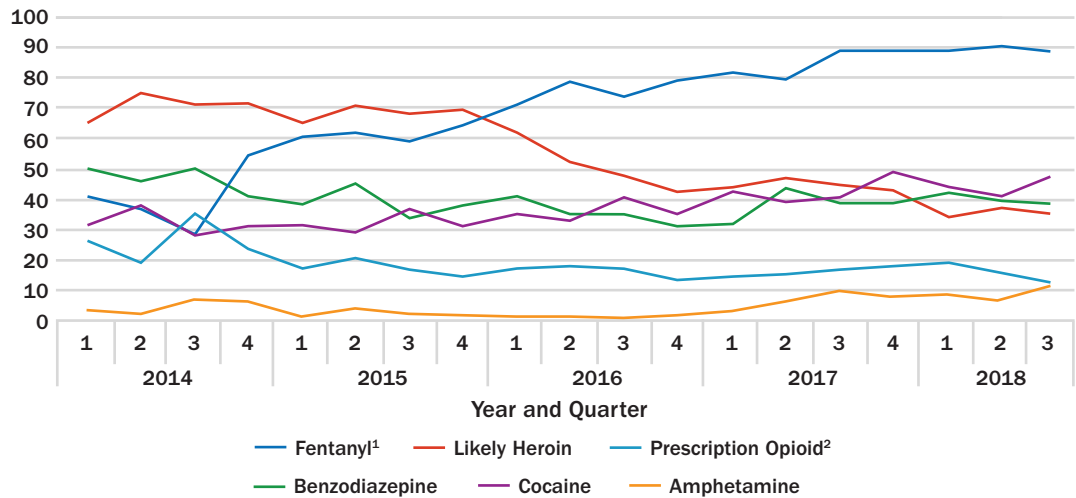 100
90
80
70
60
50
40
30
20
10
0
1 2 3 4 1 2 3 4 1 2 3 4 1 2 3 4 1 2 3
2014 2015 2016 2017 2018
Year and Quarter
Fentanyl¹ Likely Heroin Prescription Opioid²
Benzodiazepine Cocaine Amphetamine